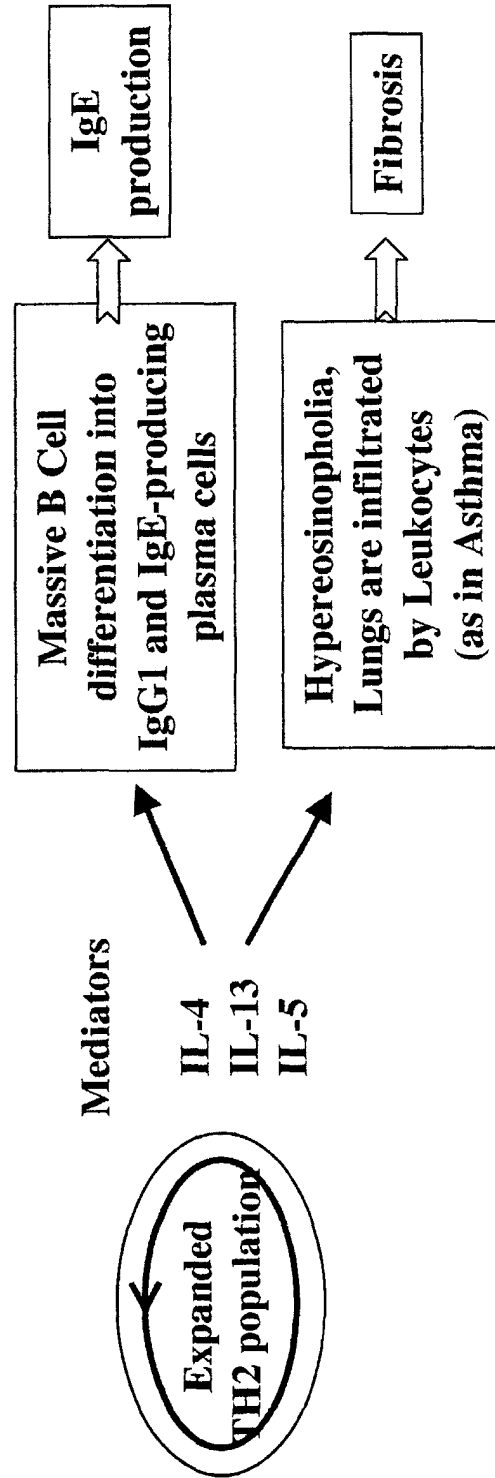 Expanded
TH2 population
Mediators
IL-4
IL-13
IL-5
Massive B Cell
differentiation into
IgG1 and IgE-producing
plasma cells
IgE
production
Hypereosinopholia,
Lungs are infiltrated
by Leukocytes
(as in Asthma)
Fibrosis